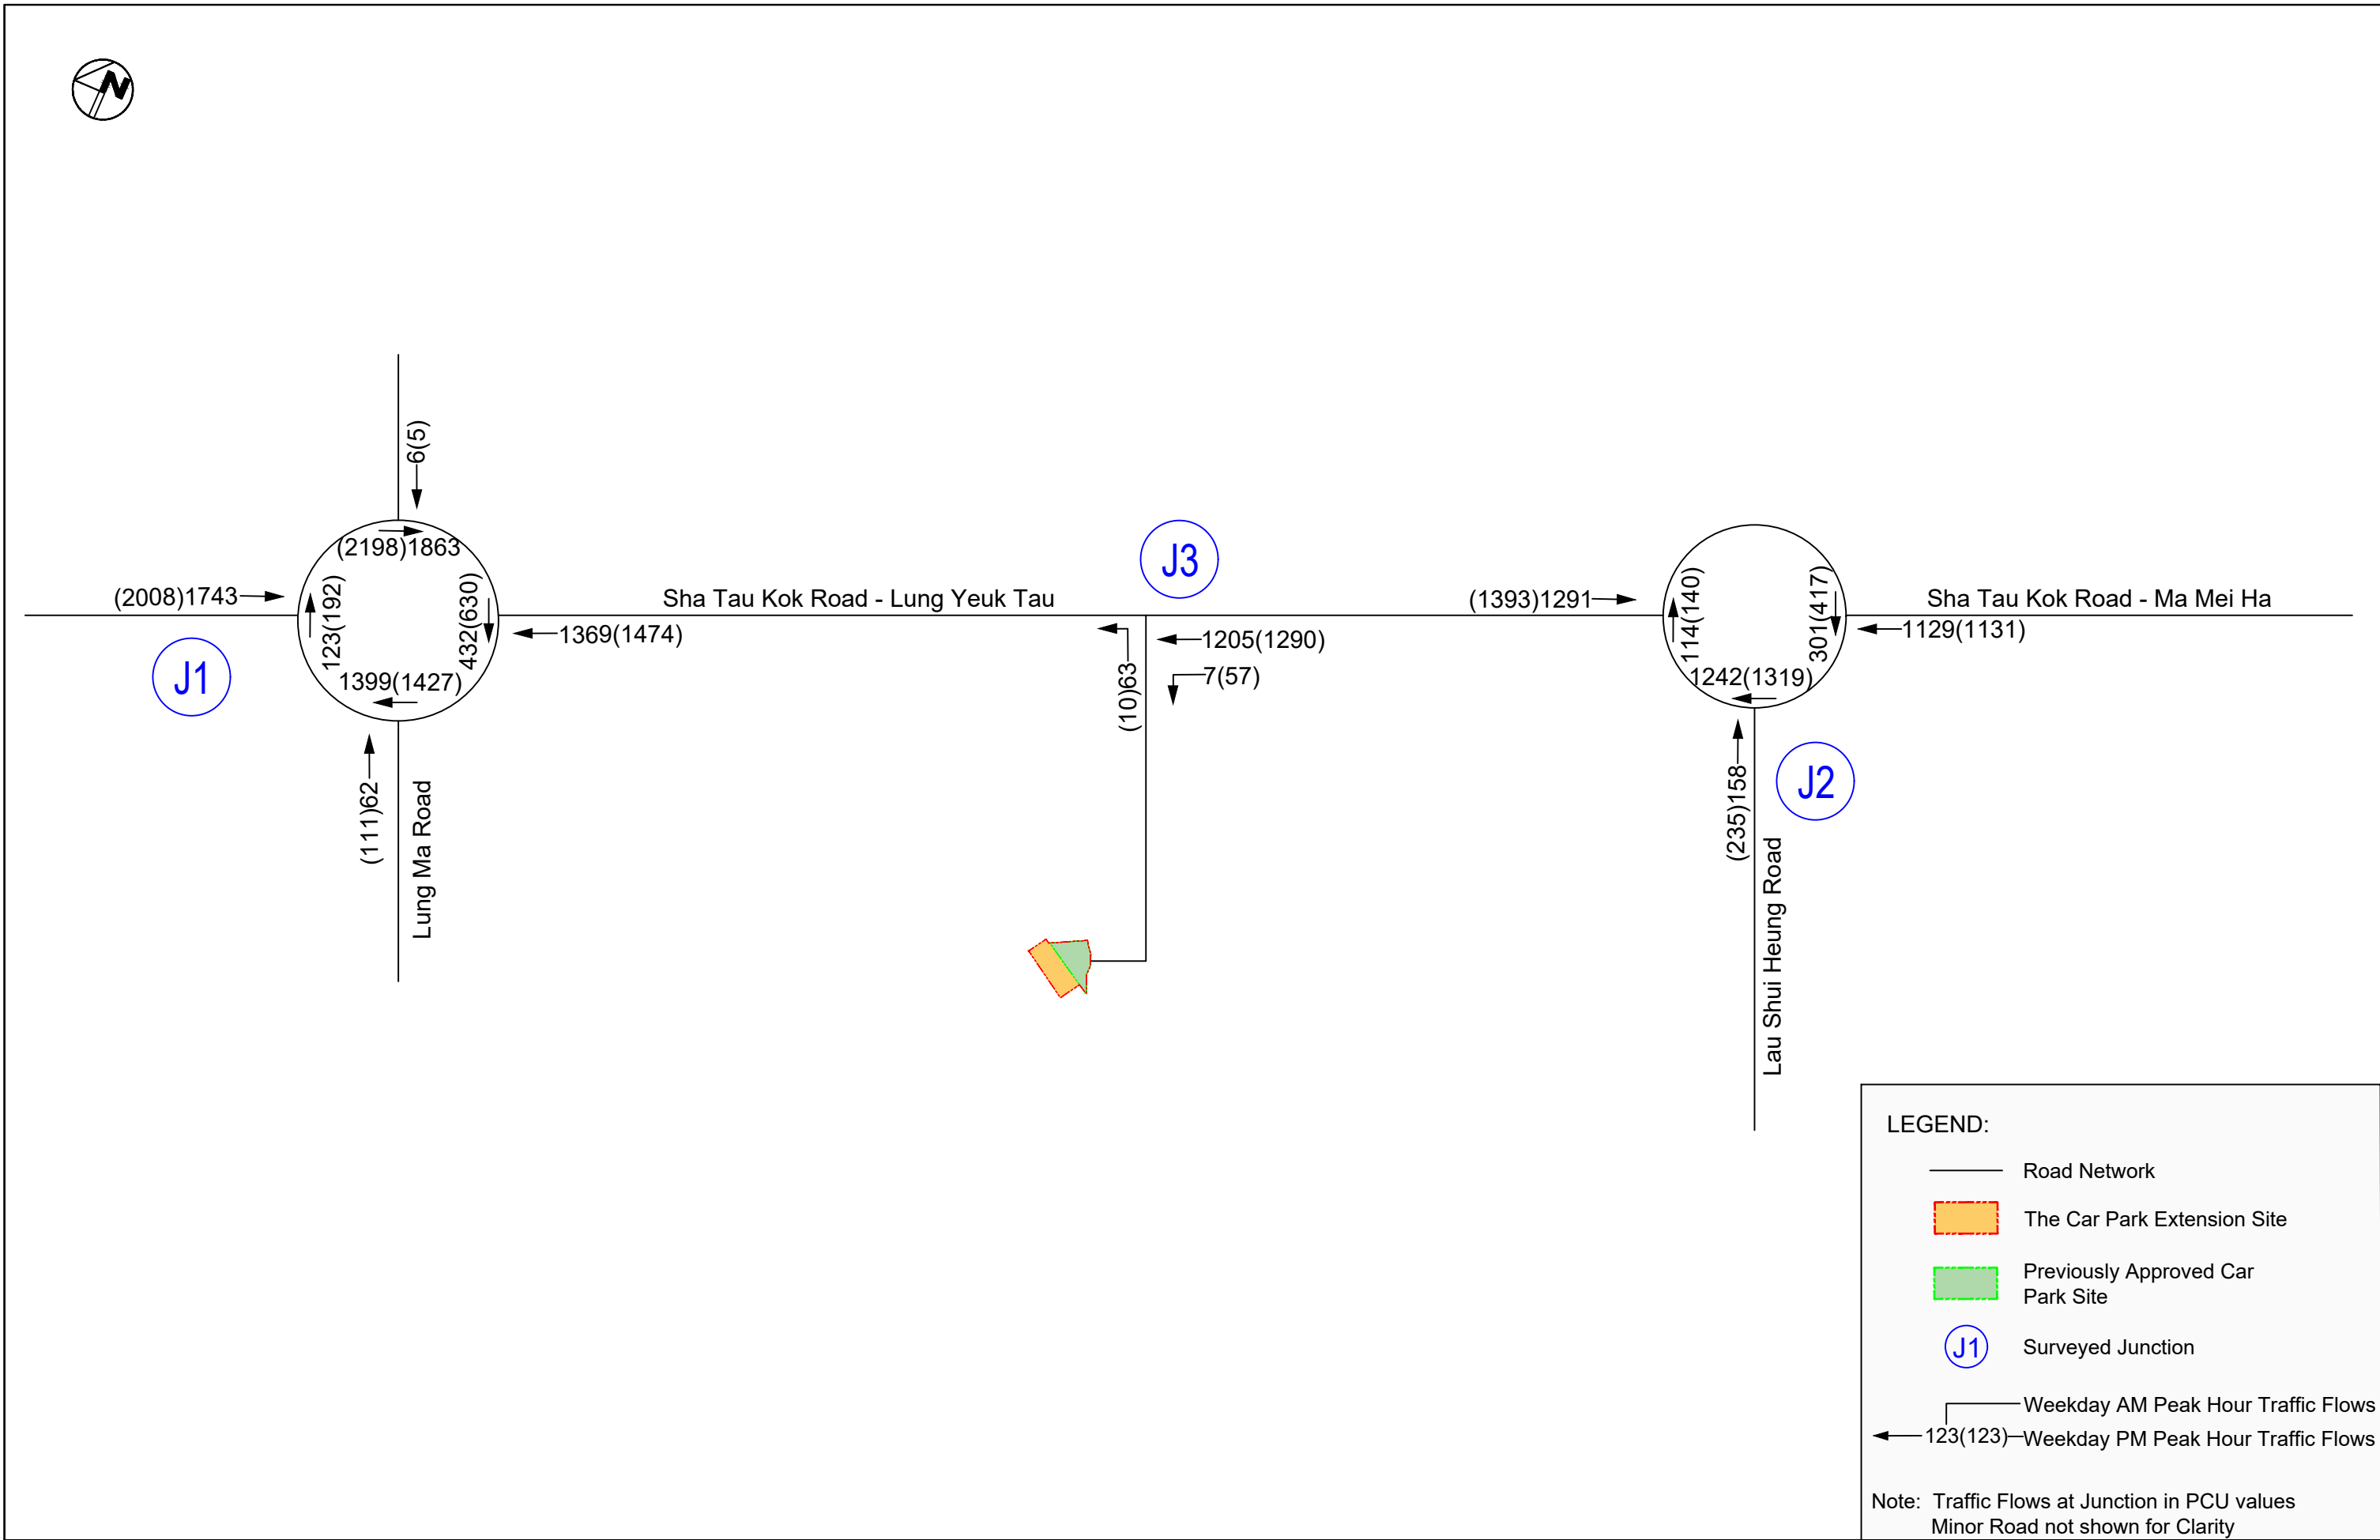 N
6(5)
(2198)1863
(2008)1743
123(192)
432(630)
1399(1427)
1369(1474)
J1
(111)62
Lung Ma Road
Sha Tau Kok Road - Lung Yeuk Tau
J3
(10)63
1205(1290)
7(57)
(1393)1291
114(140)
301(417)
1242(1319)
Sha Tau Kok Road - Ma Mei Ha
1129(1131)
(235)158
J2
Lau Shui Heung Road
LEGEND:
Road Network
The Car Park Extension Site
Previously Approved Car
Park Site
J1 Surveyed Junction
Weekday AM Peak Hour Traffic Flows
123(123) Weekday PM Peak Hour Traffic Flows
Note: Traffic Flows at Junction in PCU values
Minor Road not shown for Clarity